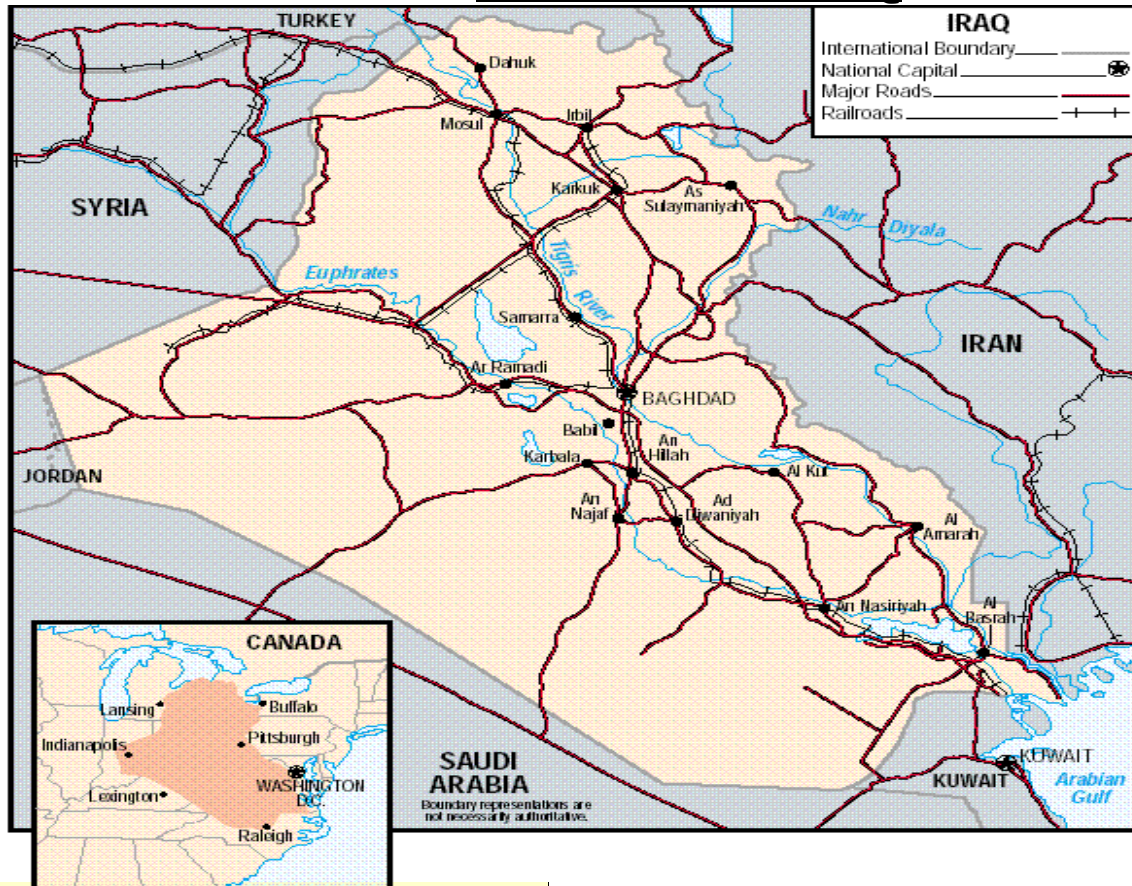 TURKEY
IRAQ
International Boundary
National Capital
Major Roads
Railroads
Dahuk
Mosul
Irbil
Karkuk
As
Sulaymaniyah
SYRIA
Nahr Diyala
Euphrates
Tigris
River
Samarra
IRAN
Ar Ramadi
BAGHDAD
Babil
An
Hillah
Karbala
Al Kut
JORDAN
An
Najaf
Ad
Diwaniyah
Al
Amarah
An Nasiriyah
Al
Basrah
CANADA
Lansing
Buffalo
Indianapolis
Pittsburgh
WASHINGTON
D.C.
Lexington
Raleigh
SAUDI
ARABIA
Boundary representations are
not necessarily authoritative.
KUWAIT
KUWAIT
Arabian
Gulf